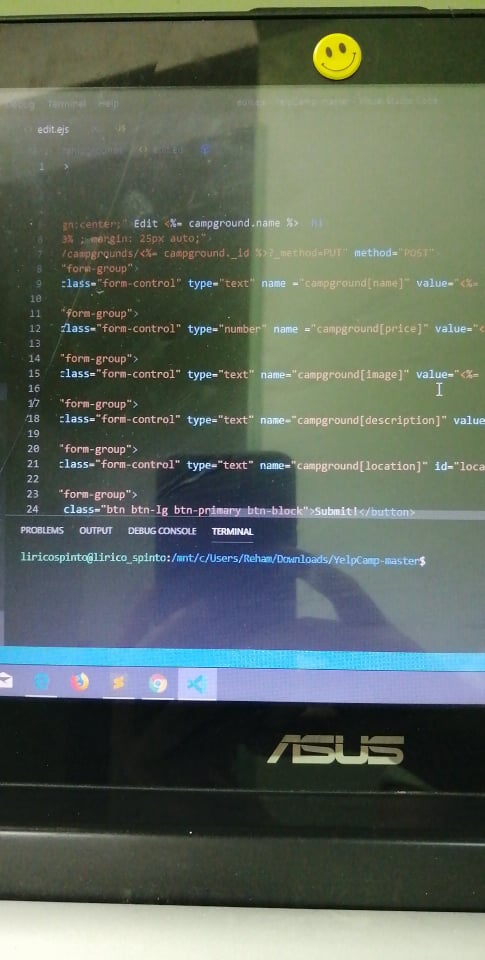 Debug Terminal Help edit.ejs - YelpCamp-master - Visual Studio Code
edit.ejs
1 >
5 gn:center;" Edit <%= campground.name %>
6 3% ; margin: 25px auto;">
7 /campgrounds/<%= campground._id %>?_method=PUT" method="POST">
8 "form-group">
9 class="form-control" type="text" name ="campground[name]" value="<%=
10
11 "form-group">
12 class="form-control" type="number" name ="campground[price]" value="<
13
14 "form-group">
15 class="form-control" type="text" name="campground[image]" value="<%=
16
17 "form-group">
18 class="form-control" type="text" name="campground[description]" value
19
20 "form-group">
21 class="form-control" type="text" name="campground[location]" id="loca
22
23 "form-group">
24 class="btn btn-lg btn-primary btn-block">Submit!</button>
PROBLEMS OUTPUT DEBUG CONSOLE TERMINAL
liricospinto@lirico_spinto:/mnt/c/Users/Reham/Downloads/YelpCamp-master$
ASUS